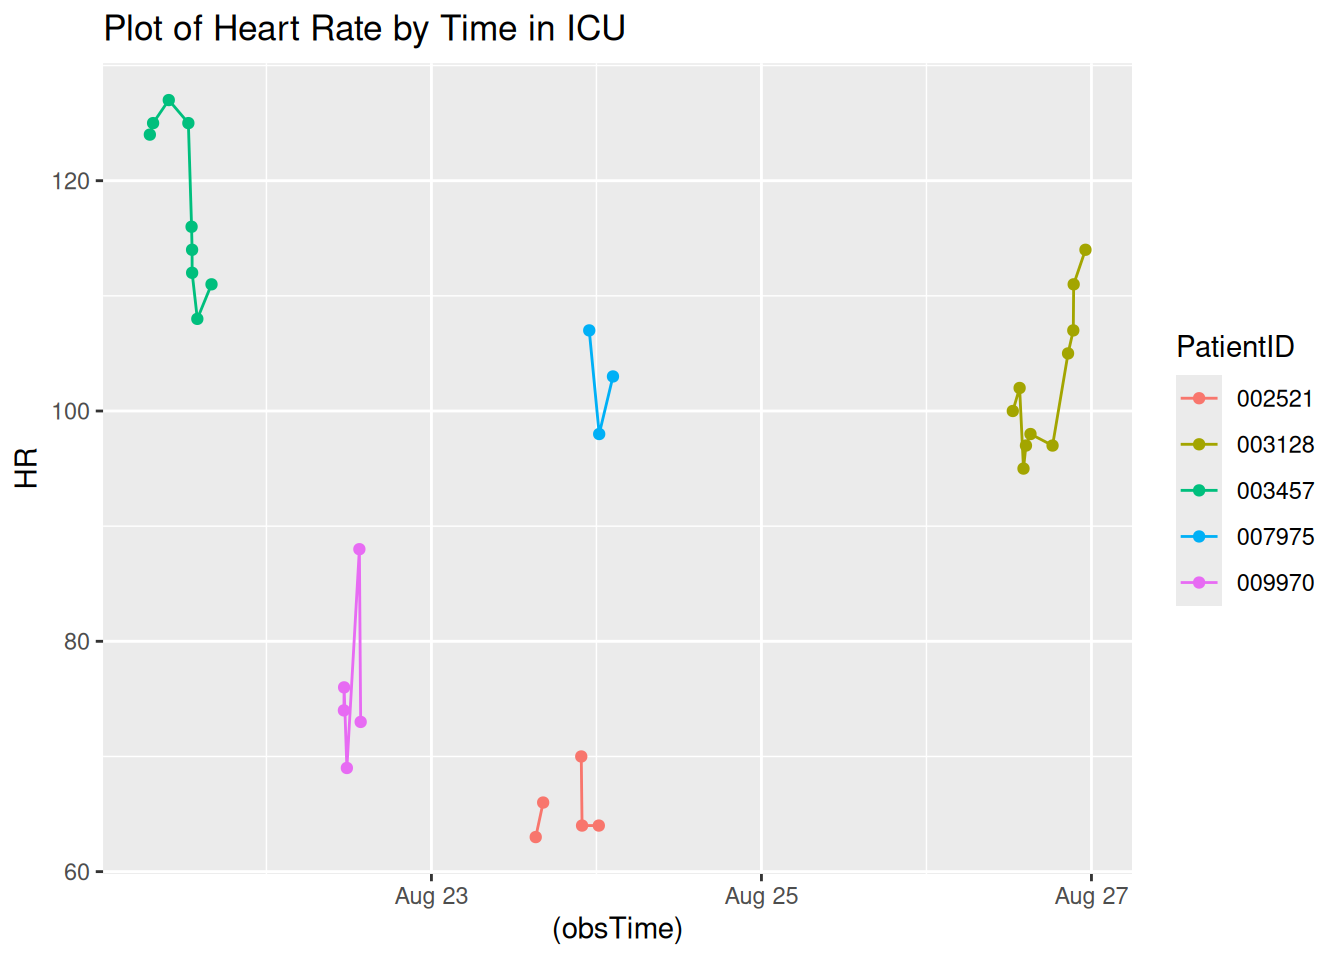 Plot of Heart Rate by Time in ICU
120
100
80
60
HR
Aug 23
Aug 25
Aug 27
(obsTime)
PatientID
002521
003128
003457
007975
009970